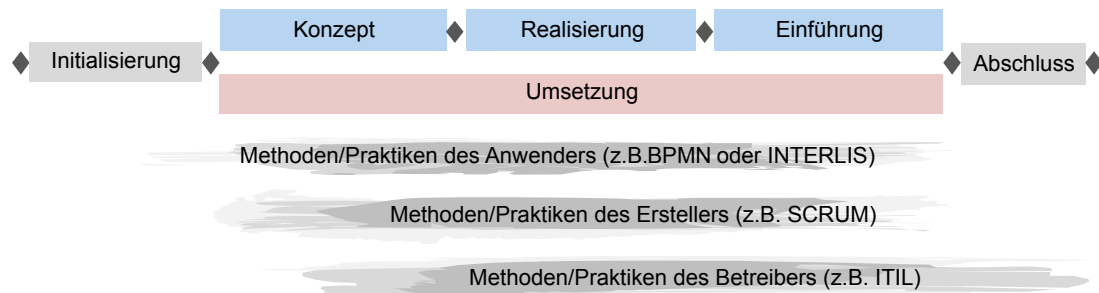 Konzept
Realisierung
Einführung
Initialisierung
Abschluss
Umsetzung
Methoden/Praktiken des Anwenders (z.B.BPMN oder INTERLIS)
Methoden/Praktiken des Erstellers (z.B. SCRUM)
Methoden/Praktiken des Betreibers (z.B. ITIL)